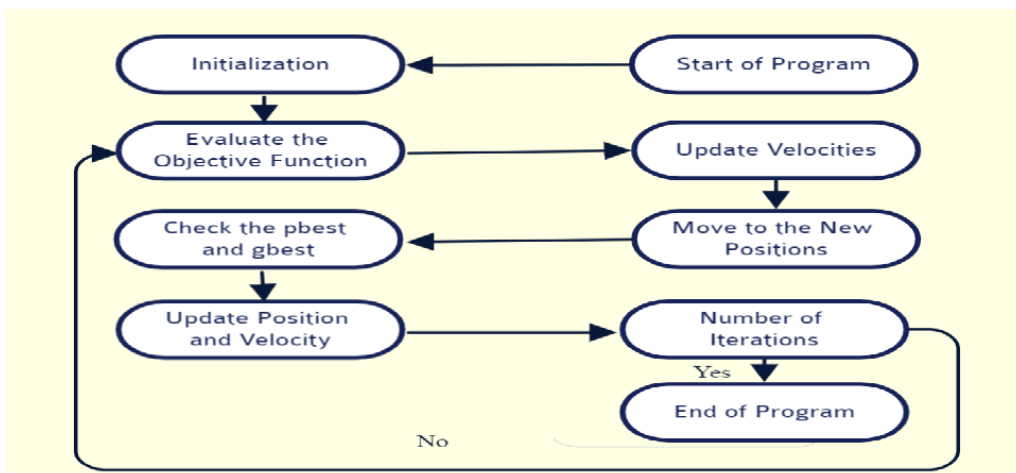 Initialization
Start of Program
Evaluate the
Objective Function
Update Velocities
Check the pbest
and gbest
Move to the New
Positions
Update Position
and Velocity
Number of
Iterations
Yes
End of Program
No